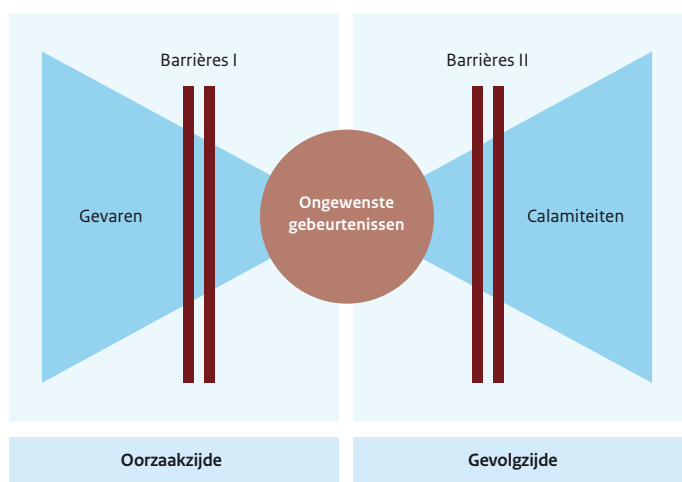 Barrières I
Barrières II
Gevaren
Ongewenste
gebeurtenissen
Calamiteiten
Oorzaakzijde
Gevolgzijde